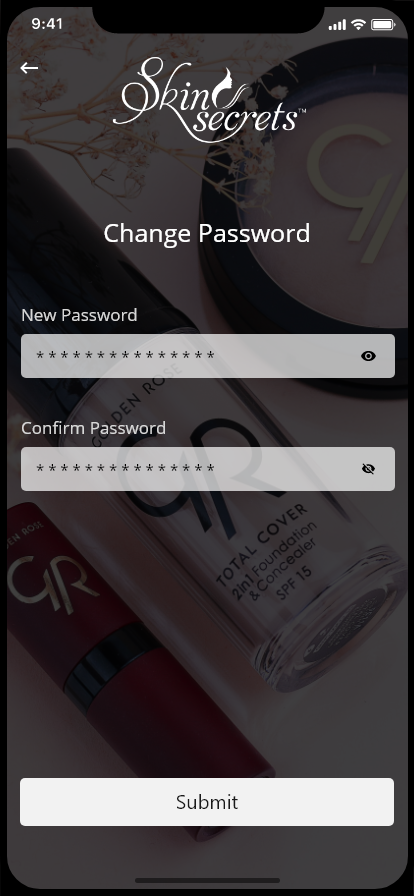 9:41
Skin
secrets™
Change Password
New Password
***************
GOLDEN ROSE
Confirm Password
***************
GR
TOTAL COVER
2in1 Foundation
& Concealer
SPF 15
GR
Submit